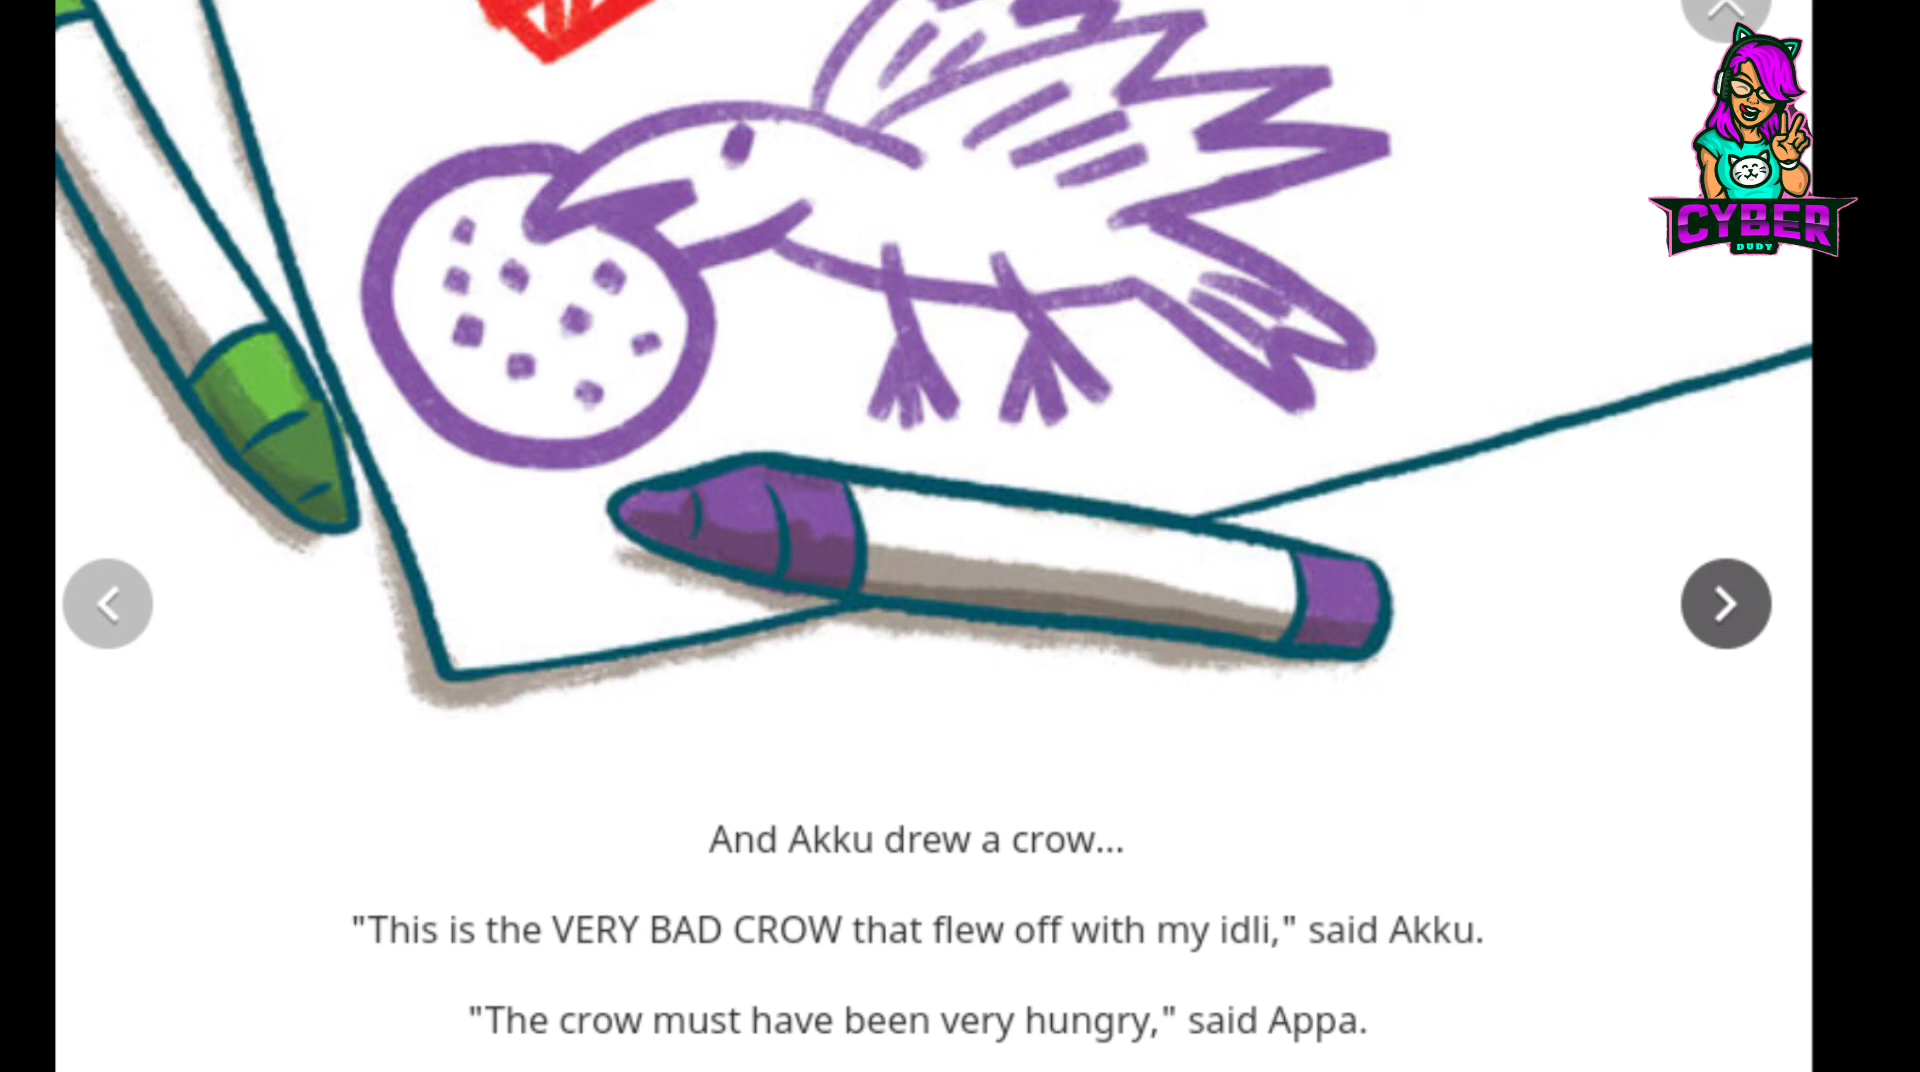 CYBER
DUDY
And Akku drew a crow...
"This is the VERY BAD CROW that flew off with my idli," said Akku.
"The crow must have been very hungry," said Appa.